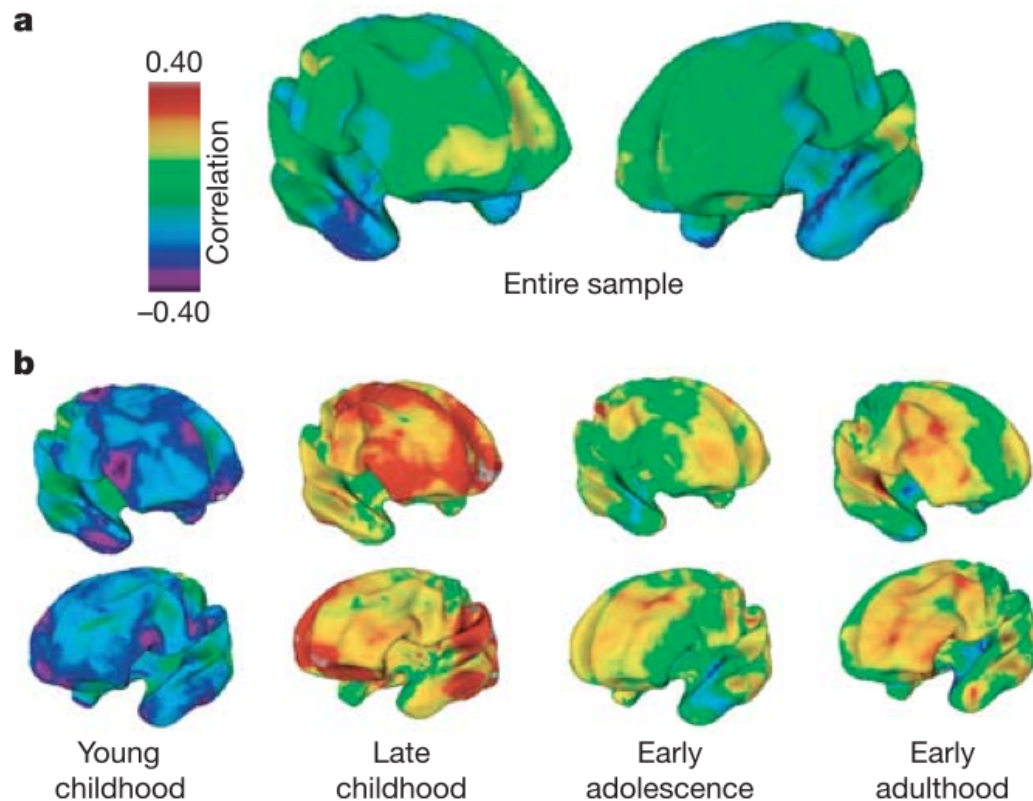 a
0.40
Correlation
–0.40
Entire sample
b
Young
childhood
Late
childhood
Early
adolescence
Early
adulthood